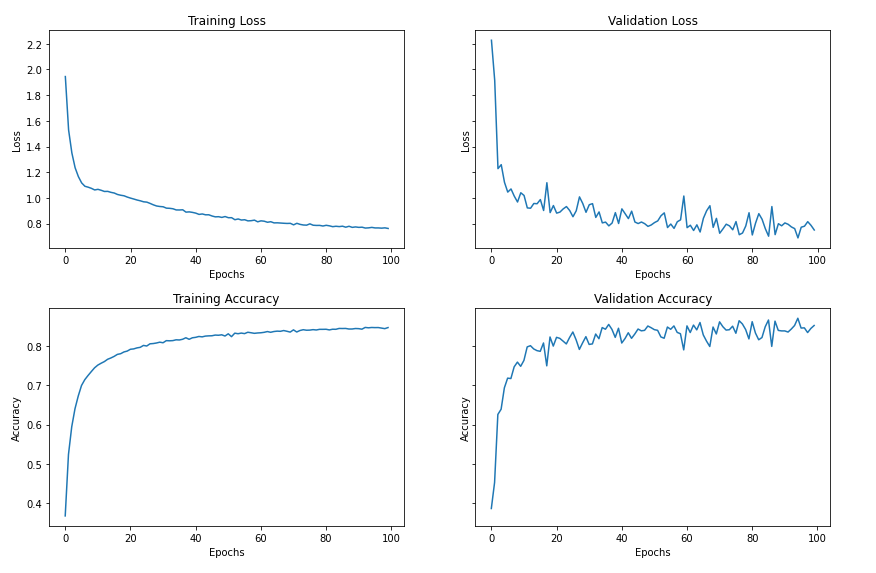 Training Loss
Validation Loss
2.2
2.0
1.8
1.6
1.4
1.2
1.0
0.8
Loss
Loss
0 20 40 60 80 100
0 20 40 60 80 100
Epochs
Epochs
Training Accuracy
Validation Accuracy
0.8
0.7
0.6
0.5
0.4
Accuracy
Accuracy
0 20 40 60 80 100
0 20 40 60 80 100
Epochs
Epochs